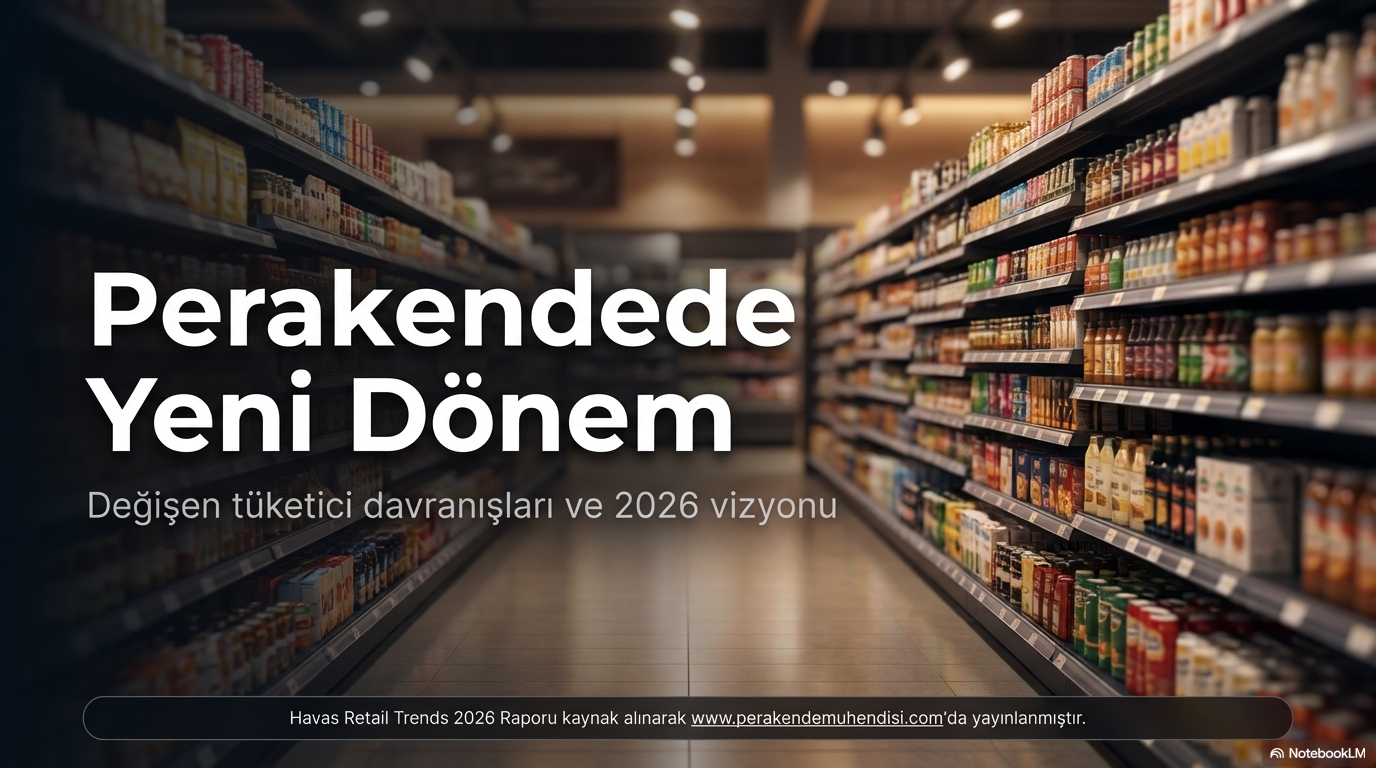 Perakendede
Yeni Dönem
Değişen tüketici davranışları ve 2026 vizyonu
Havas Retail Trends 2026 Raporu kaynak alınarak www.perakendemuhendisi.com'da yayınlanmıştır.
NotebookLM